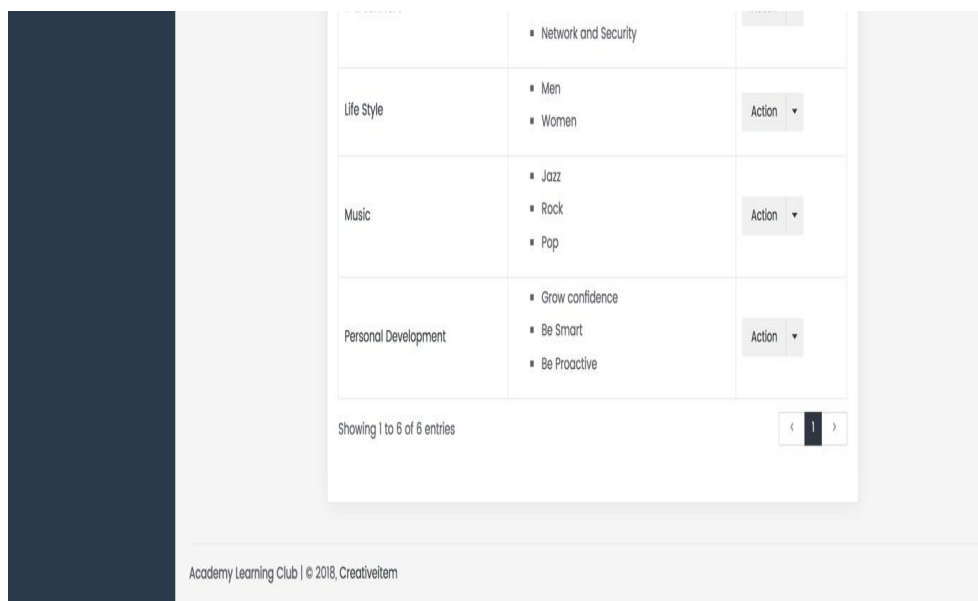 Network and Security
Life Style
Men
Women
Action
Music
Jazz
Rock
Pop
Action
Personal Development
Grow confidence
Be Smart
Be Proactive
Action
Showing 1 to 6 of 6 entries
1
Academy Learning Club | © 2018, Creativeitem